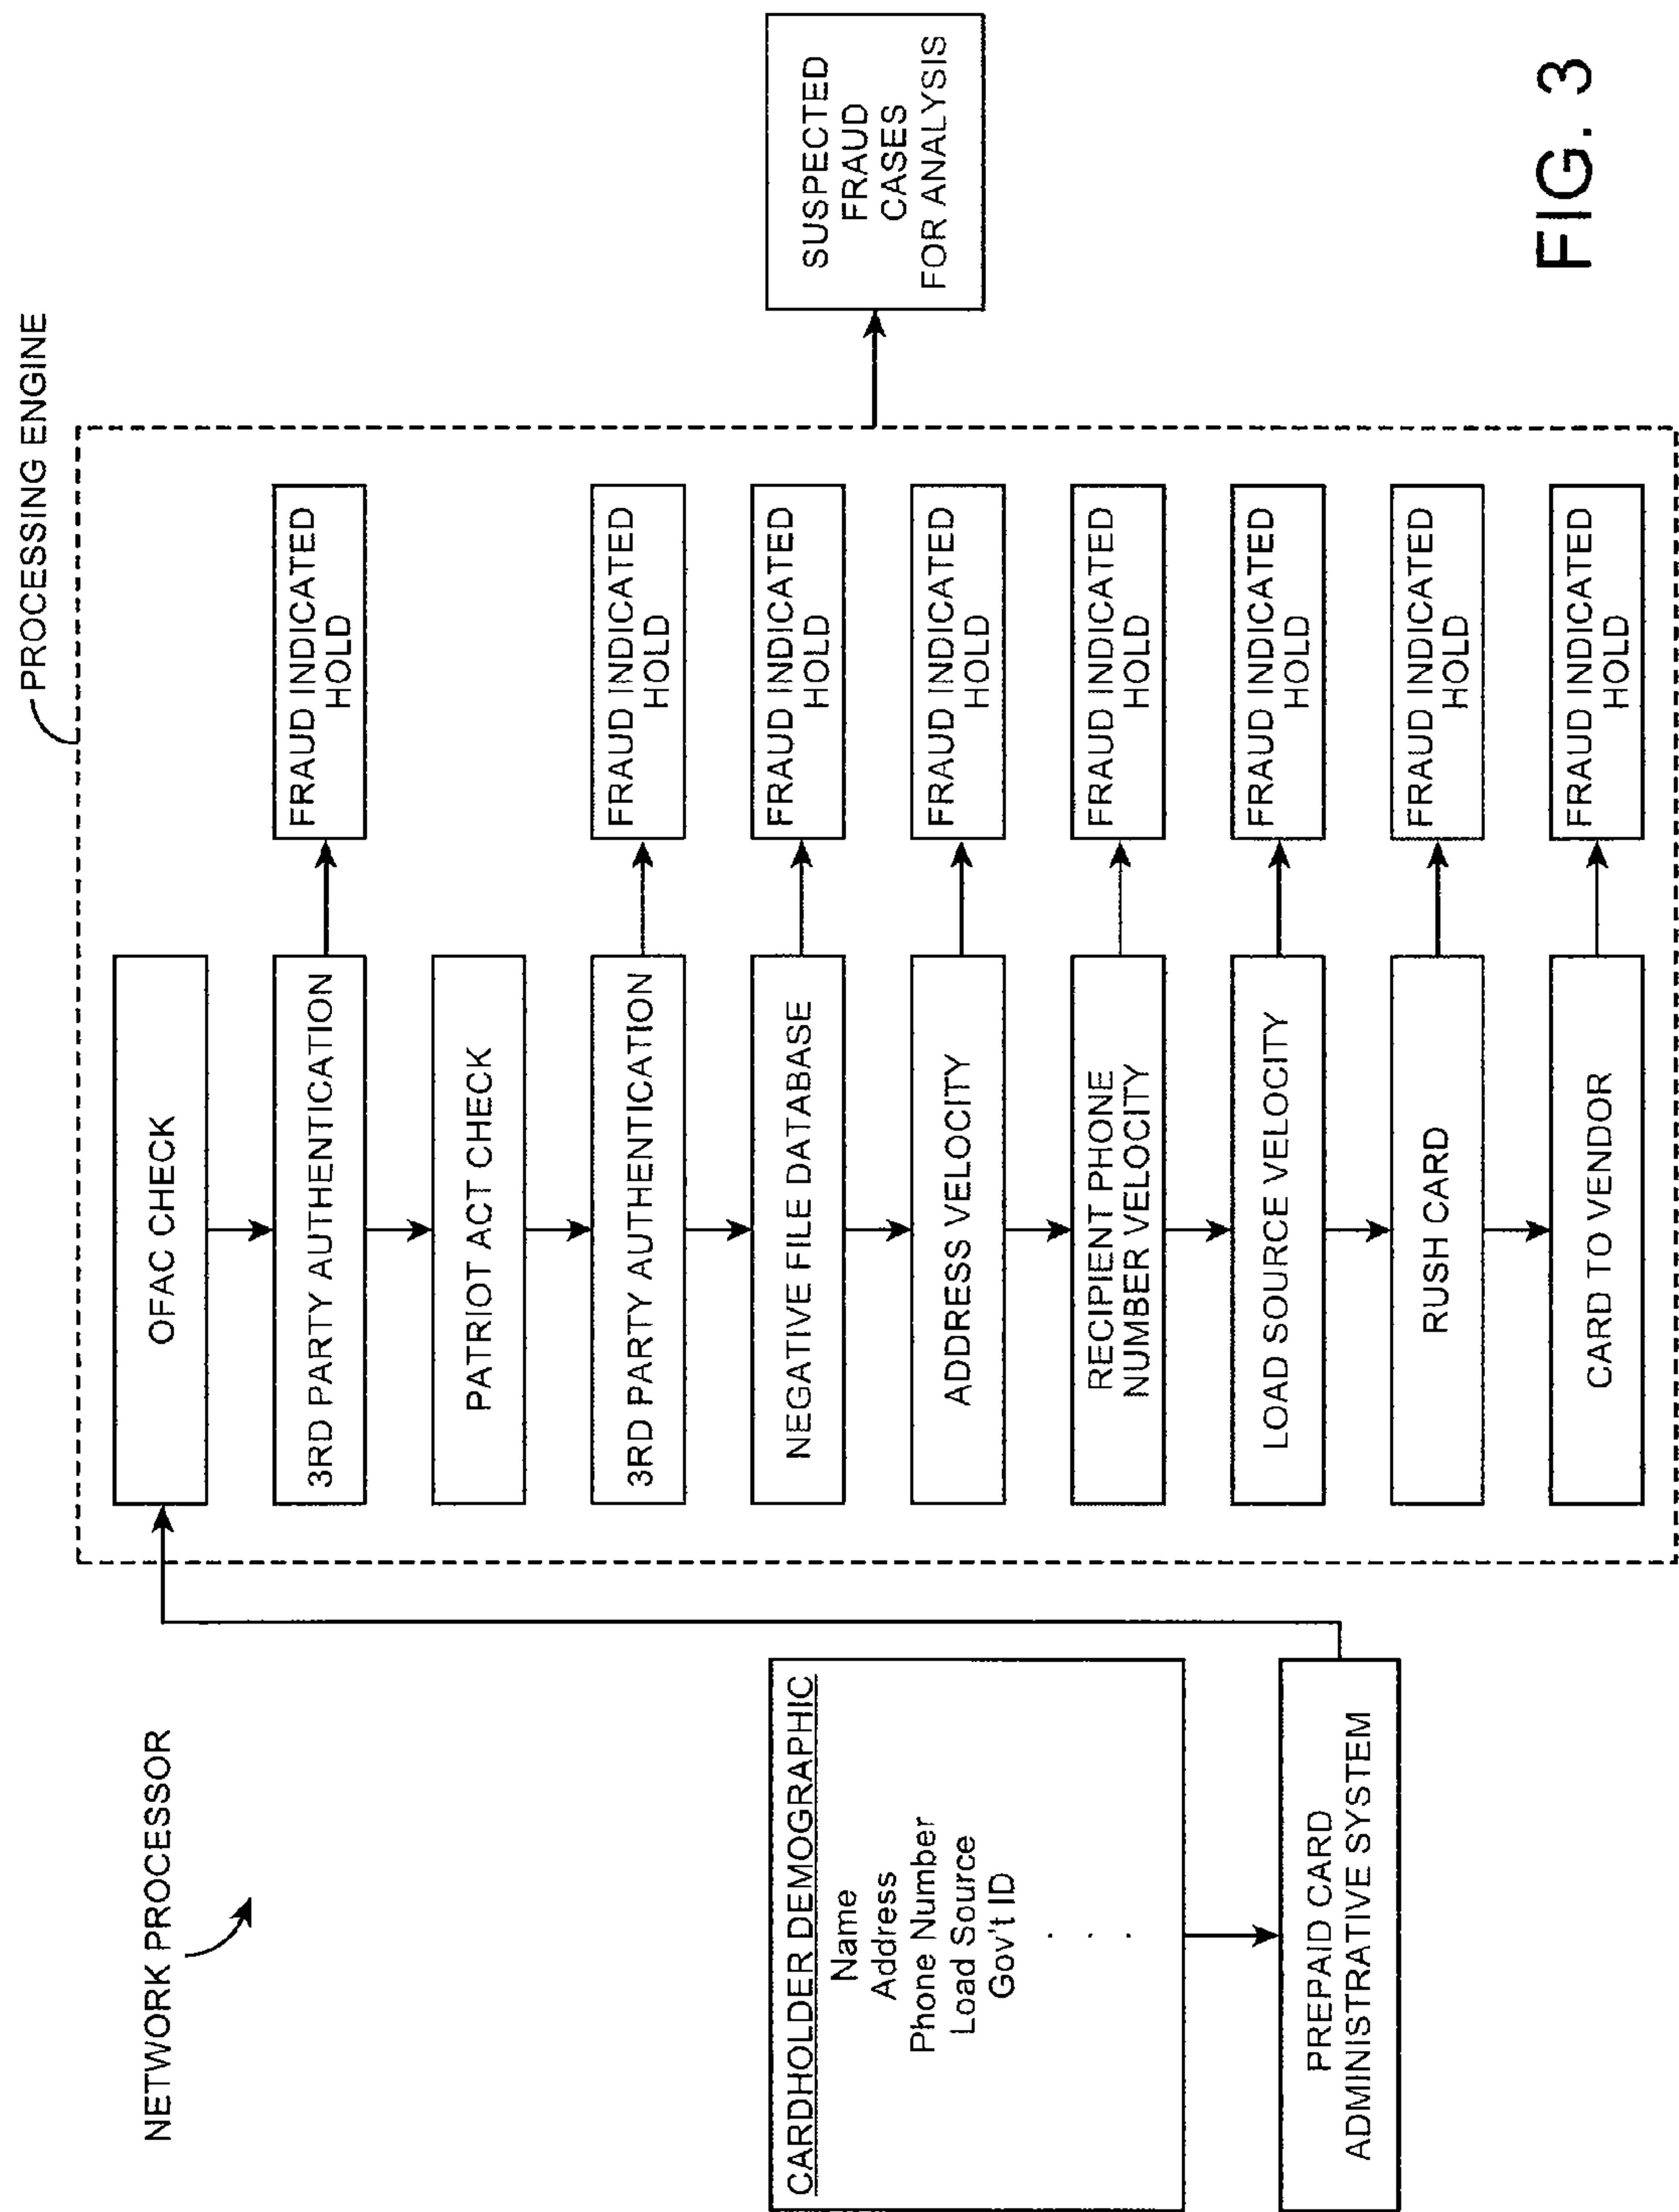 NETWORK PROCESSOR
CARDHOLDER DEMOGRAPHIC
Name
Address
Phone Number
Load Source
Gov't ID
. . .
PREPAID CARD
ADMINISTRATIVE SYSTEM
PROCESSING ENGINE
OFAC CHECK
3RD PARTY AUTHENTICATION
FRAUD INDICATED
HOLD
PATRIOT ACT CHECK
3RD PARTY AUTHENTICATION
FRAUD INDICATED
HOLD
NEGATIVE FILE DATABASE
FRAUD INDICATED
HOLD
ADDRESS VELOCITY
FRAUD INDICATED
HOLD
RECIPIENT PHONE
NUMBER VELOCITY
FRAUD INDICATED
HOLD
LOAD SOURCE VELOCITY
FRAUD INDICATED
HOLD
RUSH CARD
FRAUD INDICATED
HOLD
CARD TO VENDOR
FRAUD INDICATED
HOLD
SUSPECTED
FRAUD
CASES
FOR ANALYSIS
FIG. 3